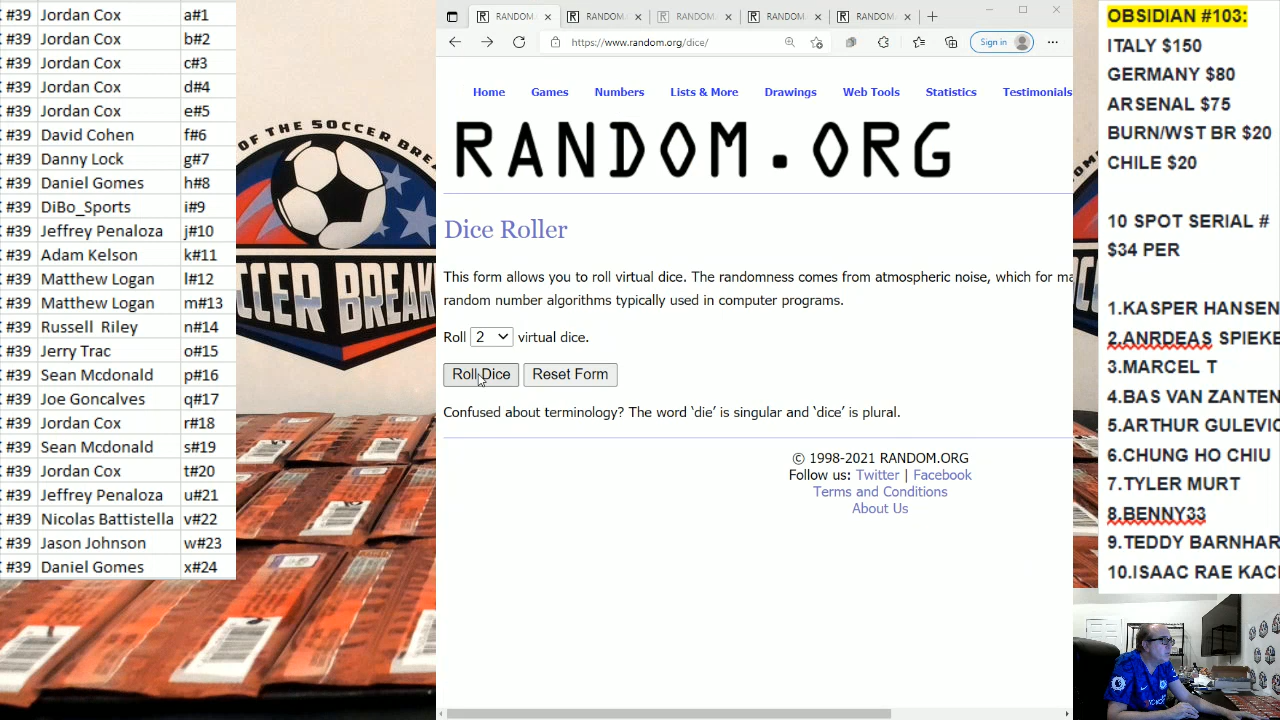 #39 Jordan Cox a#1
#39 Jordan Cox b#2
#39 Jordan Cox c#3
#39 Jordan Cox d#4
#39 Jordan Cox e#5
#39 David Cohen f#6
#39 Danny Lock g#7
#39 Daniel Gomes h#8
#39 DiBo_Sports i#9
#39 Jeffrey Penaloza j#10
#39 Adam Kelson k#11
#39 Matthew Logan l#12
#39 Matthew Logan m#13
#39 Russell Riley n#14
#39 Jerry Trac o#15
#39 Sean Mcdonald p#16
#39 Joe Goncalves q#17
#39 Jordan Cox r#18
#39 Sean Mcdonald s#19
#39 Jordan Cox t#20
#39 Jeffrey Penaloza u#21
#39 Nicolas Battistella v#22
#39 Jason Johnson w#23
#39 Daniel Gomes x#24
OF THE SOCCER BREA
CCER BREAK
RANDOM. RANDOM. RANDOM. RANDOM. RANDOM.
https://www.random.org/dice/
Sign in
Home Games Numbers Lists & More Drawings Web Tools Statistics Testimonials
RANDOM.ORG
Dice Roller
This form allows you to roll virtual dice. The randomness comes from atmospheric noise, which for ma
random number algorithms typically used in computer programs.
Roll 2 virtual dice.
Roll Dice Reset Form
Confused about terminology? The word ‘die’ is singular and ‘dice’ is plural.
© 1998-2021 RANDOM.ORG
Follow us: Twitter | Facebook
Terms and Conditions
About Us
OBSIDIAN #103:
ITALY $150
GERMANY $80
ARSENAL $75
BURN/WST BR $20
CHILE $20
10 SPOT SERIAL #
$34 PER
1.KASPER HANSEN
2.ANRDEAS SPIEKE
3.MARCEL T
4.BAS VAN ZANTEN
5.ARTHUR GULEVIC
6.CHUNG HO CHIU
7.TYLER MURT
8.BENNY33
9.TEDDY BARNHAR
10.ISAAC RAE KACH